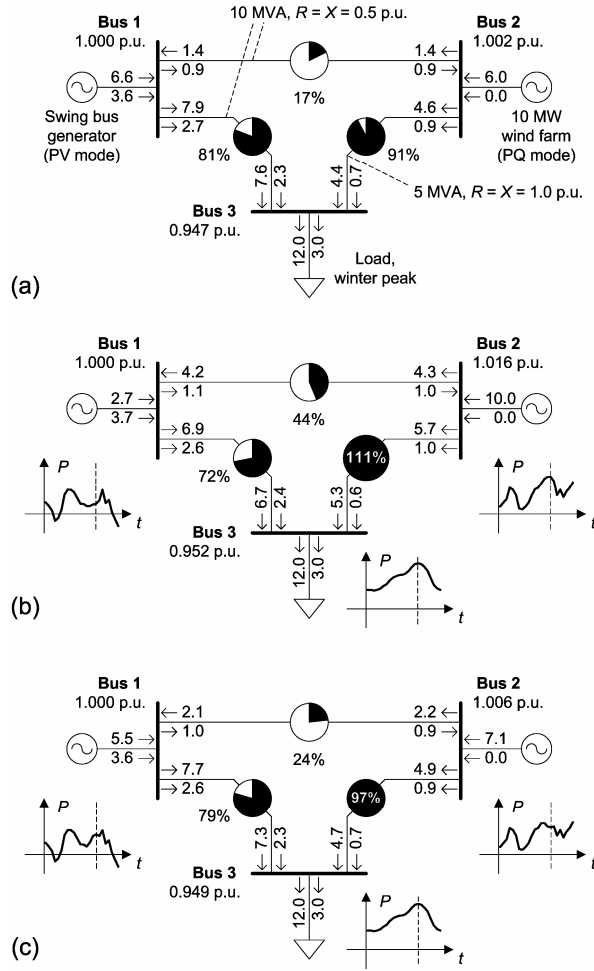 10 MVA, R = X = 0.5 p.u.
Bus 1
1.000 p.u.
Bus 2
1.002 p.u.
1.4
0.9
1.4
0.9
17%
6.6
3.6
6.0
0.0
Swing bus
generator
(PV mode)
10 MW
wind farm
(PQ mode)
7.9
2.7
4.6
0.9
81%
91%
7.6
2.3
4.4
0.7
5 MVA, R = X = 1.0 p.u.
Bus 3
0.947 p.u.
12.0
3.0
Load,
winter peak
(a)
Bus 1
1.000 p.u.
Bus 2
1.016 p.u.
4.2
1.1
4.3
1.0
44%
2.7
3.7
10.0
0.0
6.9
2.6
5.7
1.0
72%
111%
6.7
2.4
5.3
0.6
P
t
P
t
Bus 3
0.952 p.u.
12.0
3.0
P
t
(b)
Bus 1
1.000 p.u.
Bus 2
1.006 p.u.
2.1
1.0
2.2
0.9
24%
5.5
3.6
7.1
0.0
7.7
2.6
4.9
0.9
79%
97%
7.3
2.3
4.7
0.7
P
t
P
t
Bus 3
0.949 p.u.
12.0
3.0
P
t
(c)